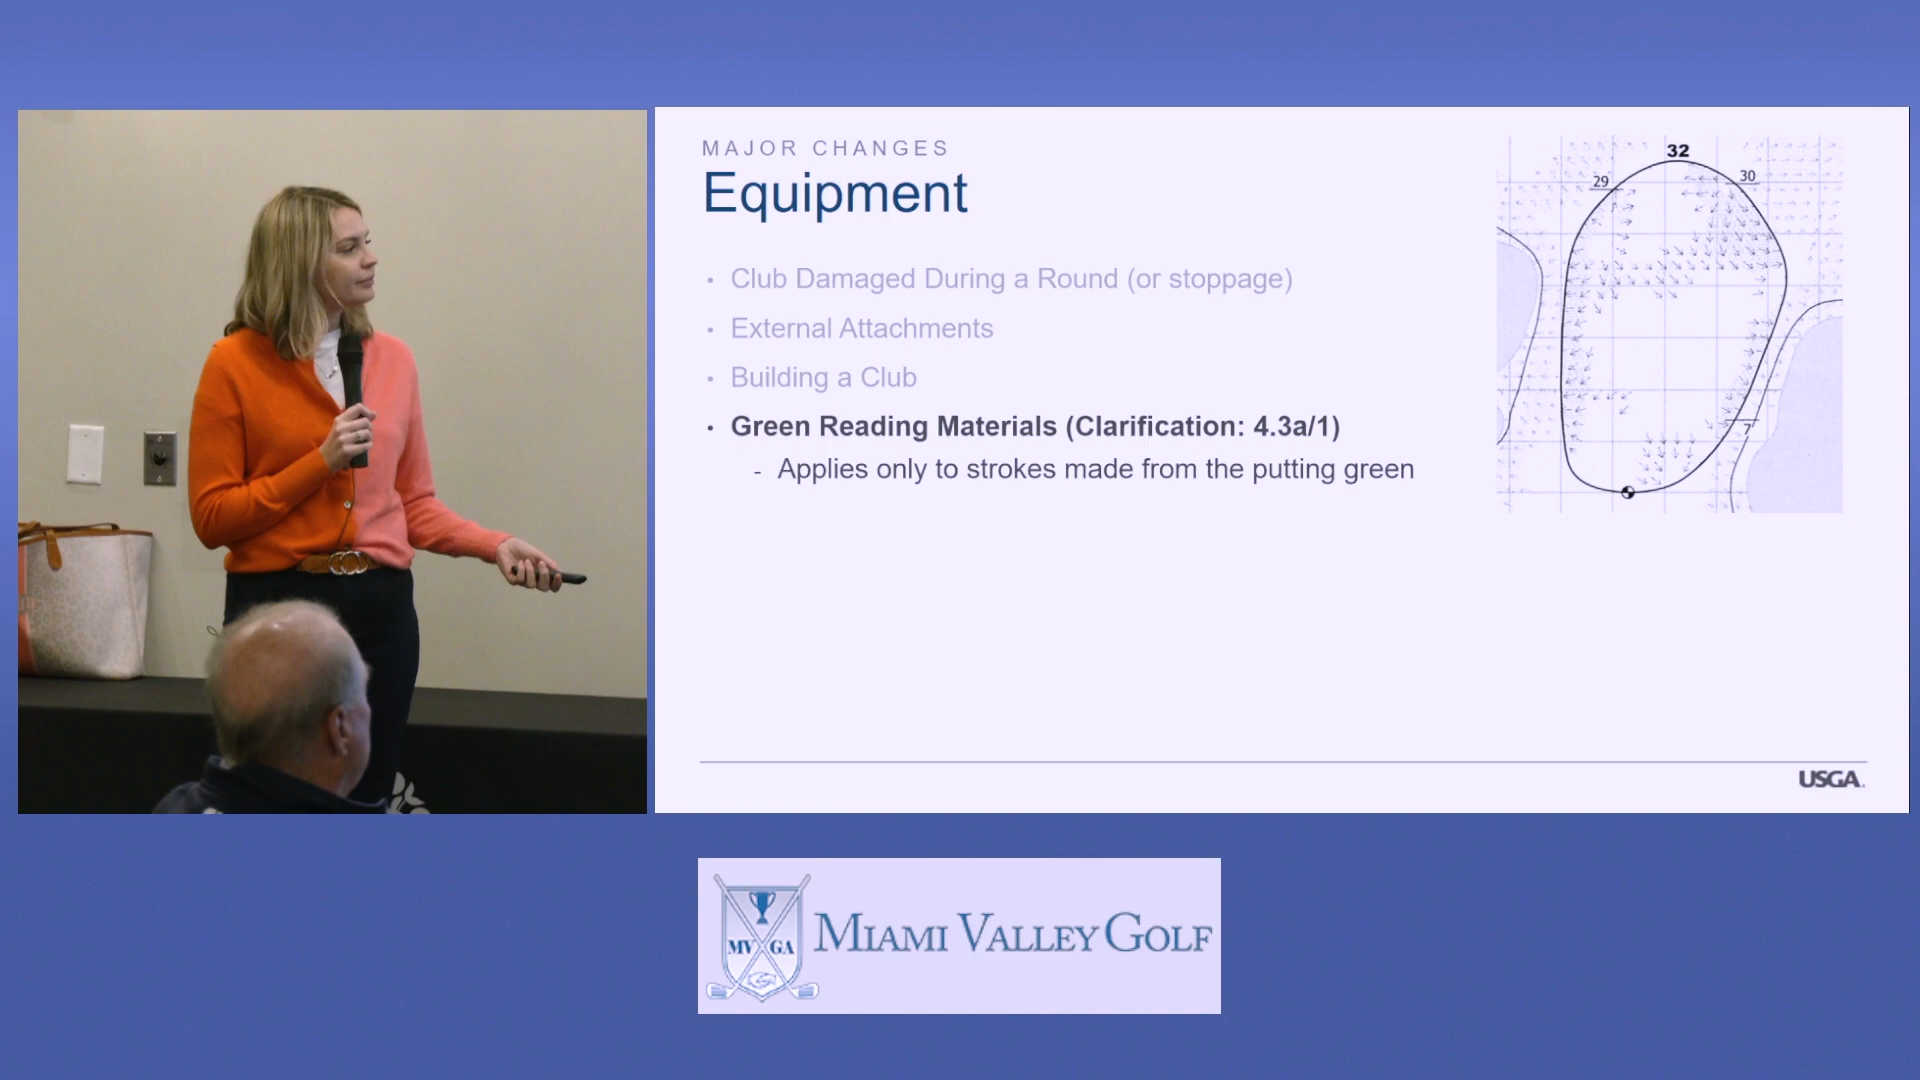 MAJOR CHANGES
Equipment
• Club Damaged During a Round (or stoppage)
• External Attachments
• Building a Club
• Green Reading Materials (Clarification: 4.3a/1)
- Applies only to strokes made from the putting green
32
29
30
7
USGA.
MV GA
MIAMI VALLEY GOLF